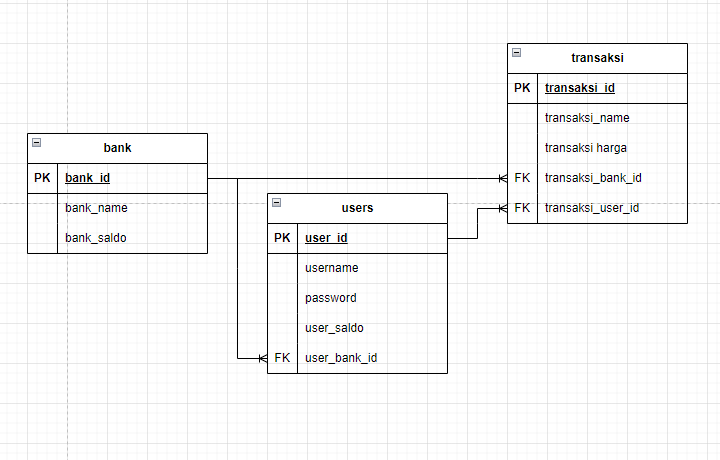 bank
PK bank_id
bank_name
bank_saldo
users
PK user_id
username
password
user_saldo
FK user_bank_id
transaksi
PK transaksi_id
transaksi_name
transaksi harga
FK transaksi_bank_id
FK transaksi_user_id